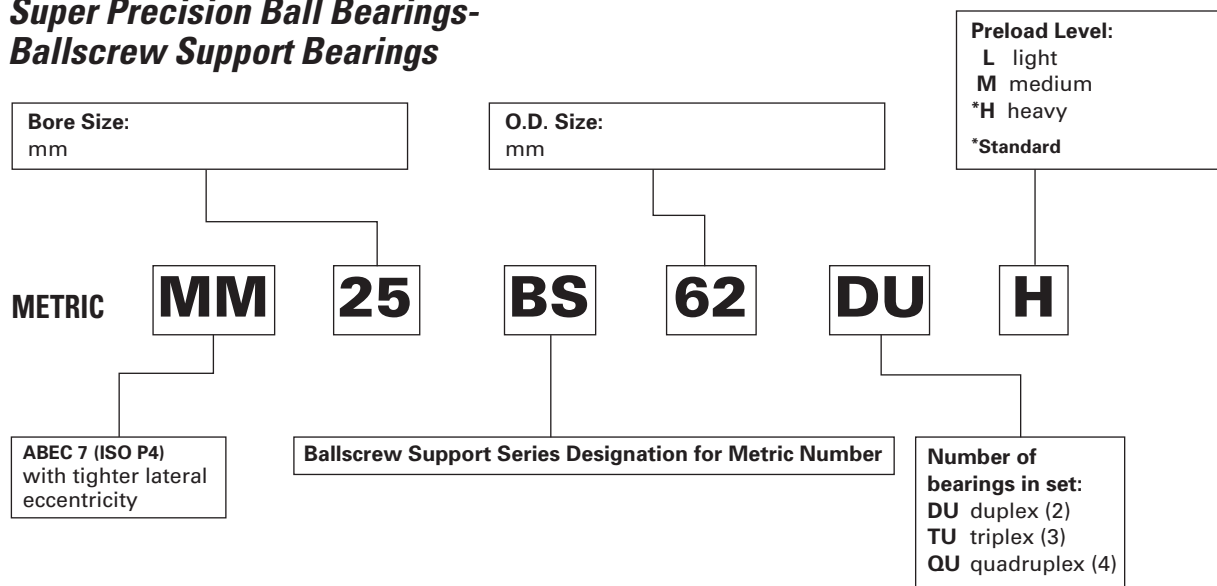 Super Precision Ball Bearings-
Ballscrew Support Bearings
Preload Level:
L light
M medium
*H heavy
*Standard
Bore Size:
mm
O.D. Size:
mm
METRIC MM 25 BS 62 DU H
ABEC 7 (ISO P4)
with tighter lateral
eccentricity
Ballscrew Support Series Designation for Metric Number
Number of
bearings in set:
DU duplex (2)
TU triplex (3)
QU quadruplex (4)